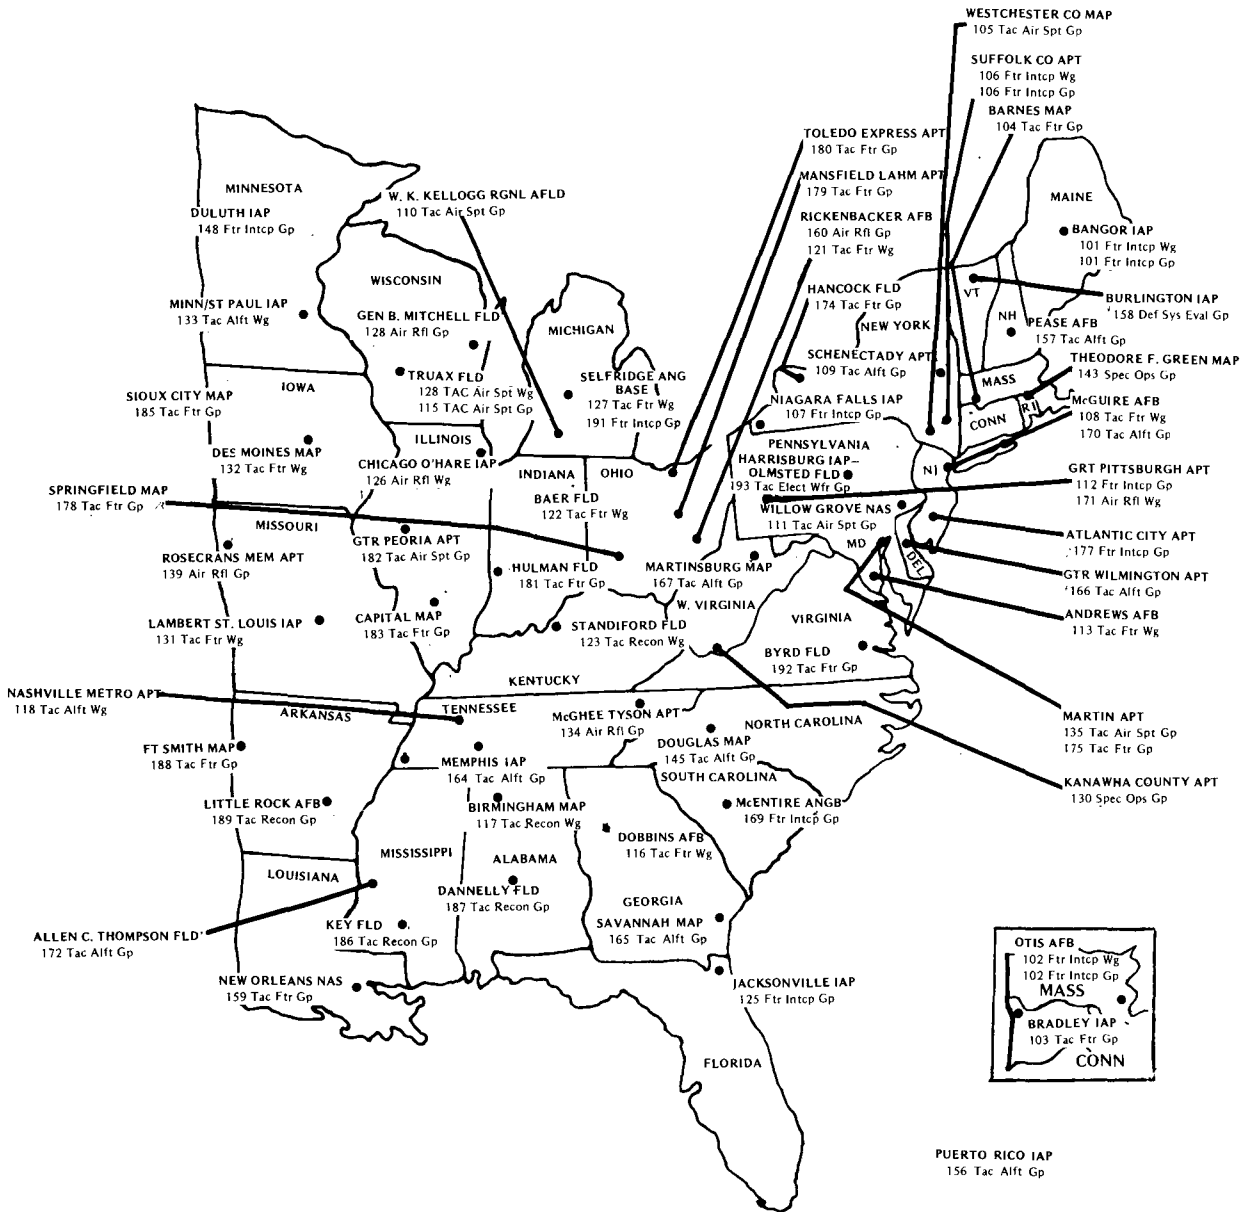 WESTCHESTER CO MAP
105 Tac Air Spt Gp
SUFFOLK CO APT
106 Ftr Intcp Wg
106 Ftr Intcp Gp
BARNES MAP
104 Tac Ftr Gp
TOLEDO EXPRESS APT
180 Tac Ftr Gp
MANSFIELD LAHM APT
179 Tac Ftr Gp
RICKENBACKER AFB
160 Air Rfl Gp
121 Tac Ftr Wg
HANCOCK FLD
174 Tac Ftr Gp
NEW YORK
SCHENECTADY APT
109 Tac Alft Gp
NIAGARA FALLS IAP
107 Ftr Intcp Gp
MAINE
BANGOR IAP
101 Ftr Intcp Wg
101 Ftr Intcp Gp
VT
BURLINGTON IAP
158 Def Sys Eval Gp
NH
PEASE AFB
157 Tac Alft Gp
THEODORE F. GREEN MAP
143 Spec Ops Gp
MASS
CONN
RI
McGUIRE AFB
108 Tac Ftr Wg
170 Tac Alft Gp
NJ
GRT PITTSBURGH APT
112 Ftr Intcp Gp
171 Air Rfl Wg
ATLANTIC CITY APT
177 Ftr Intcp Gp
GTR WILMINGTON APT
166 Tac Alft Gp
ANDREWS AFB
113 Tac Ftr Wg
MARTIN APT
135 Tac Air Spt Gp
175 Tac Ftr Gp
KANAWHA COUNTY APT
130 Spec Ops Gp
MINNESOTA
DULUTH IAP
148 Ftr Intcp Gp
W. K. KELLOGG RGNL AFLD
110 Tac Air Spt Gp
WISCONSIN
MINN/ST PAUL IAP
133 Tac Alft Wg
GEN B. MITCHELL FLD
128 Air Rfl Gp
MICHIGAN
TRUAX FLD
128 TAC Air Spt Wg
115 TAC Air Spt Gp
SELFRIDGE ANG
BASE
127 Tac Ftr Wg
191 Ftr Intcp Gp
IOWA
SIOUX CITY MAP
185 Tac Ftr Gp
DES MOINES MAP
132 Tac Ftr Wg
ILLINOIS
CHICAGO O'HARE IAP
126 Air Rfl Wg
INDIANA
OHIO
BAER FLD
122 Tac Ftr Wg
PENNSYLVANIA
HARRISBURG IAP–
OLMSTED FLD
193 Tac Elect Wfr Gp
WILLOW GROVE NAS
111 Tac Air Spt Gp
MD
DEL
SPRINGFIELD MAP
178 Tac Ftr Gp
MISSOURI
ROSECRANS MEM APT
139 Air Rfl Gp
GTR PEORIA APT
182 Tac Air Spt Gp
HULMAN FLD
181 Tac Ftr Gp
MARTINSBURG MAP
167 Tac Alft Gp
W. VIRGINIA
VIRGINIA
LAMBERT ST. LOUIS IAP
131 Tac Ftr Wg
CAPITAL MAP
183 Tac Ftr Gp
STANDIFORD FLD
123 Tac Recon Wg
BYRD FLD
192 Tac Ftr Gp
KENTUCKY
NASHVILLE METRO APT
118 Tac Alft Wg
ARKANSAS
TENNESSEE
McGHEE TYSON APT
134 Air Rfl Gp
NORTH CAROLINA
FT SMITH MAP
188 Tac Ftr Gp
MEMPHIS IAP
164 Tac Alft Gp
DOUGLAS MAP
145 Tac Alft Gp
SOUTH CAROLINA
LITTLE ROCK AFB
189 Tac Recon Gp
BIRMINGHAM MAP
117 Tac Recon Wg
McENTIRE ANGB
169 Ftr Intcp Gp
DOBBINS AFB
116 Tac Ftr Wg
MISSISSIPPI
ALABAMA
LOUISIANA
DANNELLY FLD
187 Tac Recon Gp
GEORGIA
SAVANNAH MAP
165 Tac Alft Gp
ALLEN C. THOMPSON FLD
172 Tac Alft Gp
KEY FLD
186 Tac Recon Gp
NEW ORLEANS NAS
159 Tac Ftr Gp
JACKSONVILLE IAP
125 Ftr Intcp Gp
FLORIDA
OTIS AFB
102 Ftr Intcp Wg
102 Ftr Intcp Gp
MASS
BRADLEY IAP
103 Tac Ftr Gp
CONN
PUERTO RICO IAP
156 Tac Alft Gp